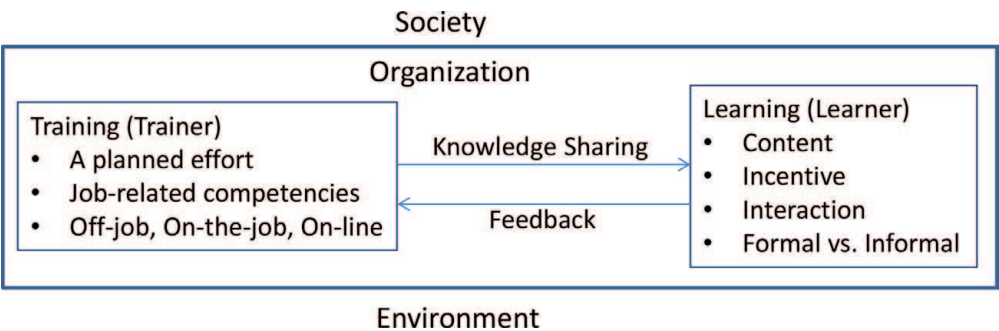 Society
Organization
Training (Trainer)
• A planned effort
• Job-related competencies
• Off-job, On-the-job, On-line
Knowledge Sharing
Feedback
Learning (Learner)
• Content
• Incentive
• Interaction
• Formal vs. Informal
Environment